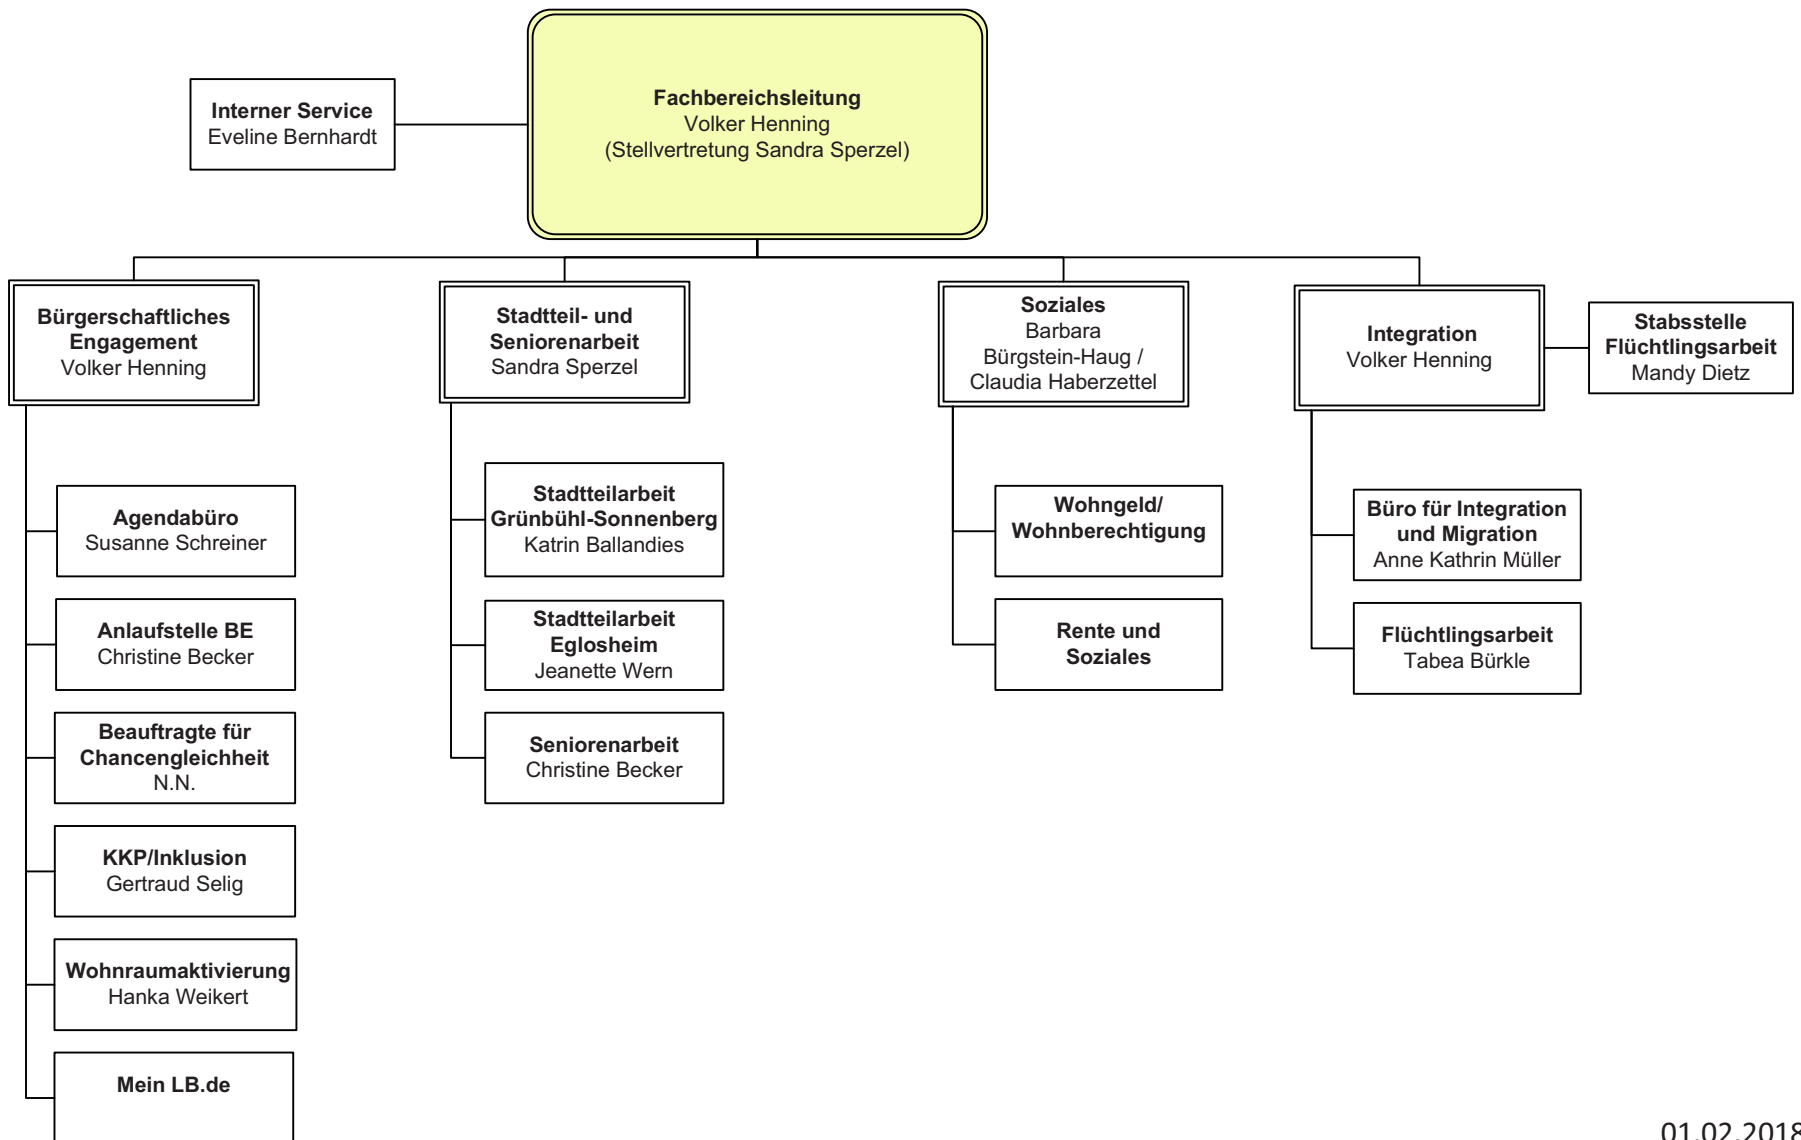 Fachbereichsleitung
Volker Henning
(Stellvertretung Sandra Sperzel)
Interner Service
Eveline Bernhardt
Bürgerschaftliches
Engagement
Volker Henning
Agendabüro
Susanne Schreiner
Anlaufstelle BE
Christine Becker
Beauftragte für
Chancengleichheit
N.N.
KKP/Inklusion
Gertraud Selig
Wohnraumaktivierung
Hanka Weikert
Mein LB.de
Stadtteil- und
Seniorenarbeit
Sandra Sperzel
Stadtteilarbeit
Grünbühl-Sonnenberg
Katrin Ballandies
Stadtteilarbeit
Eglosheim
Jeanette Wern
Seniorenarbeit
Christine Becker
Soziales
Barbara
Bürgstein-Haug /
Claudia Haberzettel
Wohngeld/
Wohnberechtigung
Rente und
Soziales
Integration
Volker Henning
Stabsstelle
Flüchtlingsarbeit
Mandy Dietz
Büro für Integration
und Migration
Anne Kathrin Müller
Flüchtlingsarbeit
Tabea Bürkle
01.02.2018